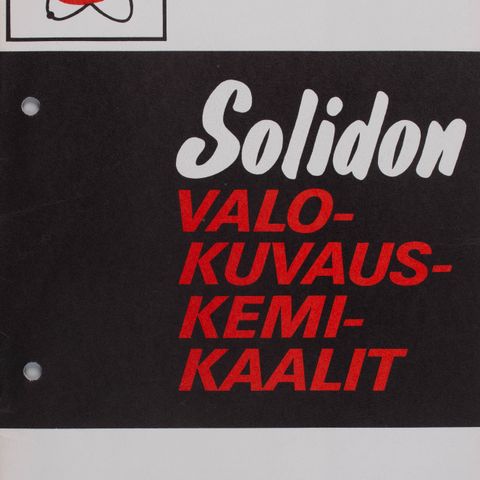 Solidon
VALO-
KUVAUS-
KEMI-
KAALIT